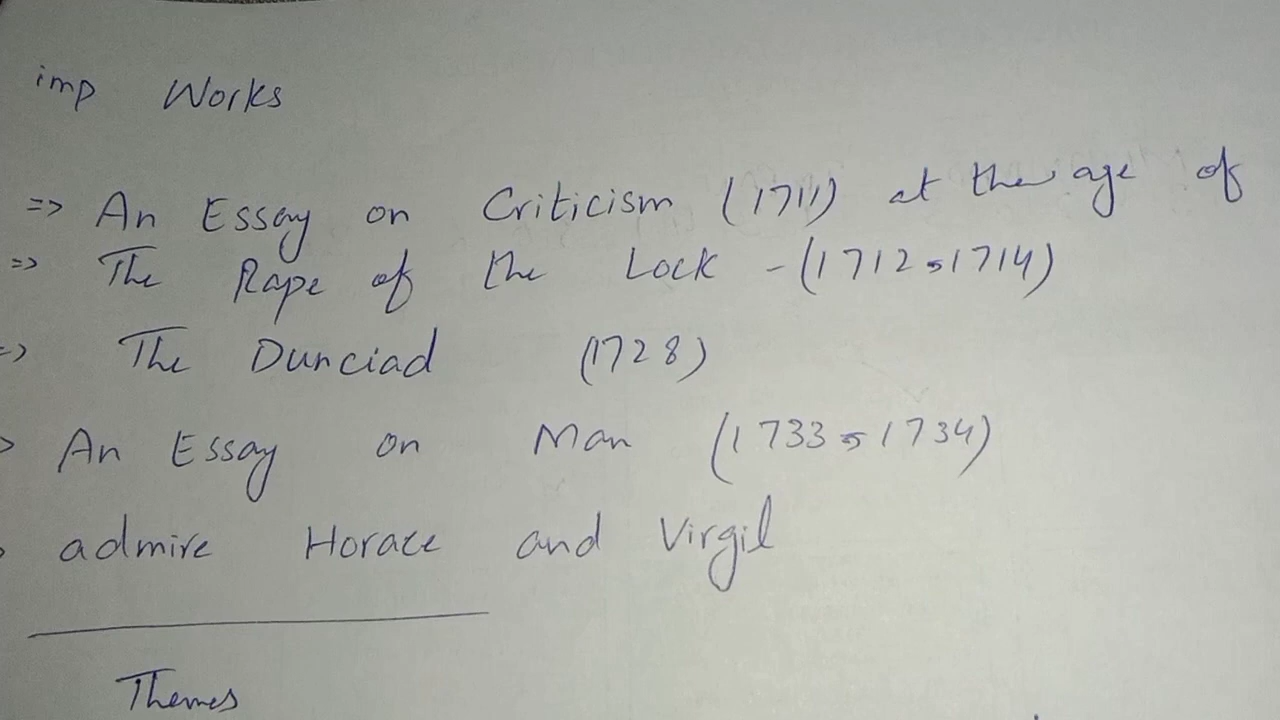 imp Works
=> An Essay on Criticism (1711) at the age of
=> The Rape of the Lock - (1712,1714)
=> The Dunciad (1728)
> An Essay on Man (1733,1734)
> admire Horace and Virgil
Themes